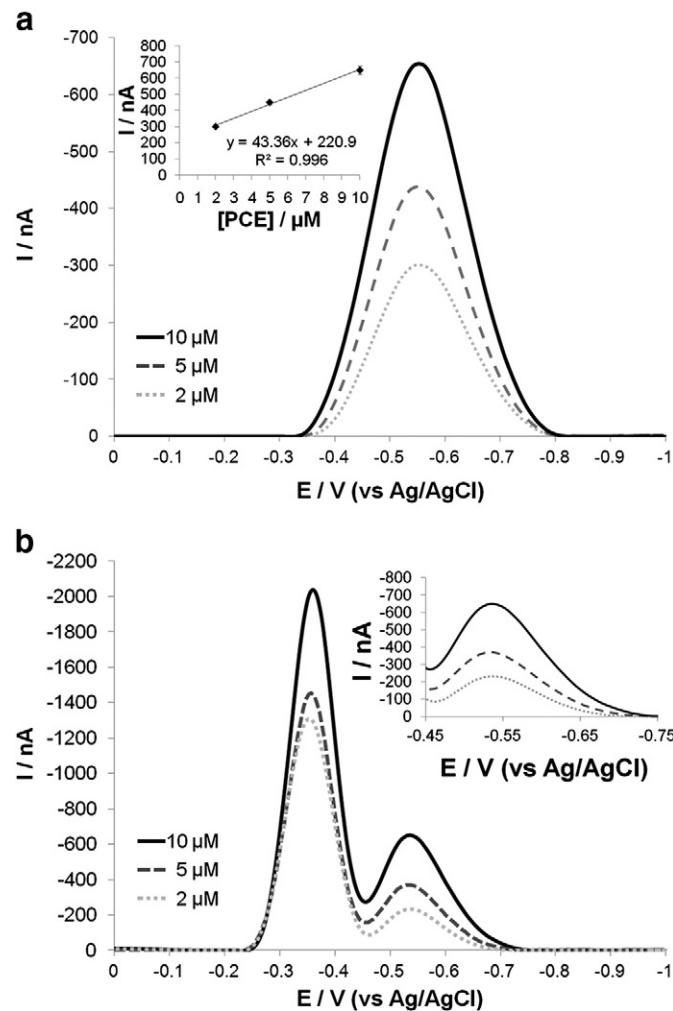 a
-700
-600
-500
-400
-300
-200
-100
0
I / nA
800
700
600
500
400
300
200
100
0
I / nA
y = 43.36x + 220.9
R² = 0.996
0 1 2 3 4 5 6 7 8 9 10
[PCE] / µM
10 µM
5 µM
2 µM
0 -0.1 -0.2 -0.3 -0.4 -0.5 -0.6 -0.7 -0.8 -0.9 -1
E / V (vs Ag/AgCl)
b
-2200
-2000
-1800
-1600
-1400
-1200
-1000
-800
-600
-400
-200
0
I / nA
-800
-700
-600
-500
-400
-300
-200
-100
0
I / nA
-0.45 -0.55 -0.65 -0.75
E / V (vs Ag/AgCl)
10 µM
5 µM
2 µM
0 -0.1 -0.2 -0.3 -0.4 -0.5 -0.6 -0.7 -0.8 -0.9 -1
E / V (vs Ag/AgCl)